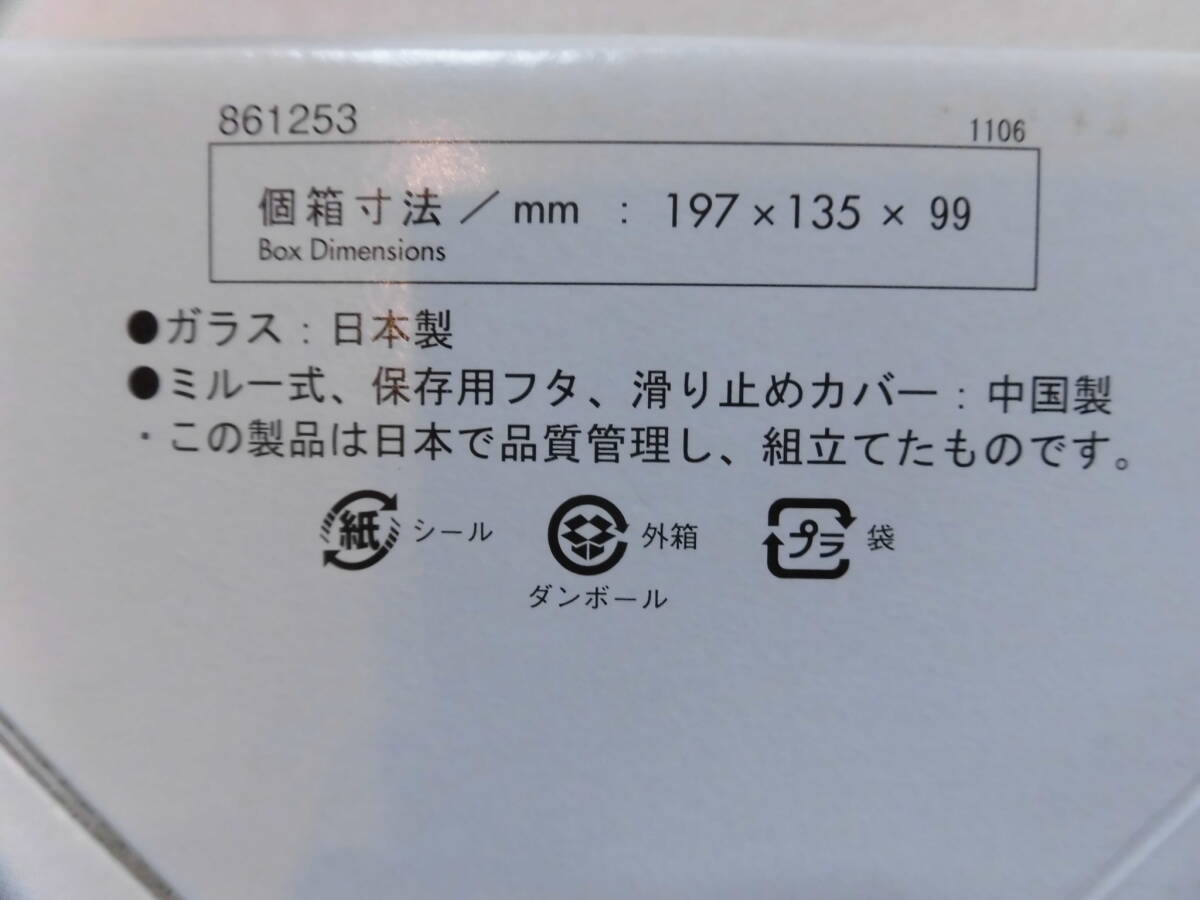 861253
1106
個箱寸法／mm : 197×135×99
Box Dimensions
●ガラス：日本製
●ミル一式、保存用フタ、滑り止めカバー：中国製
・この製品は日本で品質管理し、組立てたものです。
紙 シール
外箱
プラ 袋
ダンボール